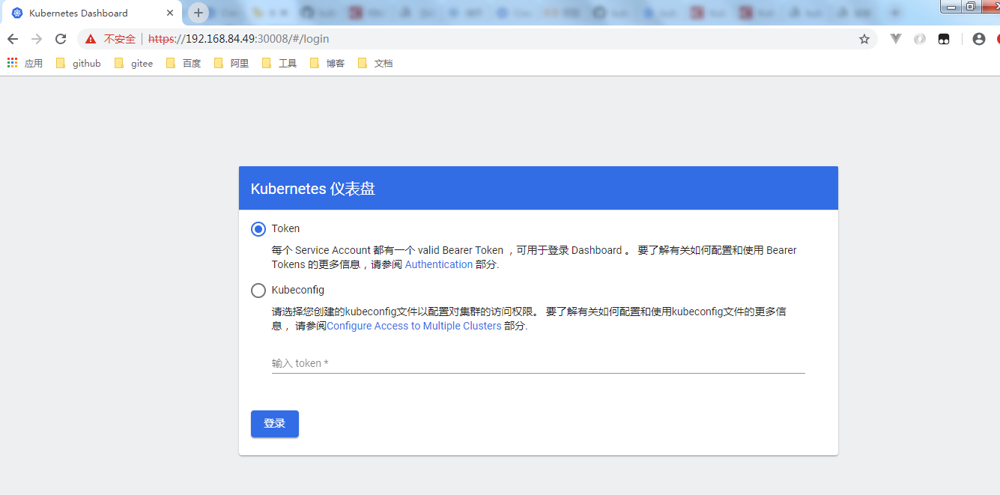 Kubernetes Dashboard
不安全 https://192.168.84.49:30008/#/login
应用 github gitee 百度 阿里 工具 博客 文档
Kubernetes 仪表盘
Token
每个 Service Account 都有一个 valid Bearer Token ，可用于登录 Dashboard 。 要了解有关如何配置和使用 Bearer
Tokens 的更多信息，请参阅 Authentication 部分.
Kubeconfig
请选择您创建的kubeconfig文件以配置对集群的访问权限。 要了解有关如何配置和使用kubeconfig文件的更多信
息， 请参阅Configure Access to Multiple Clusters 部分.
输入 token *
登录